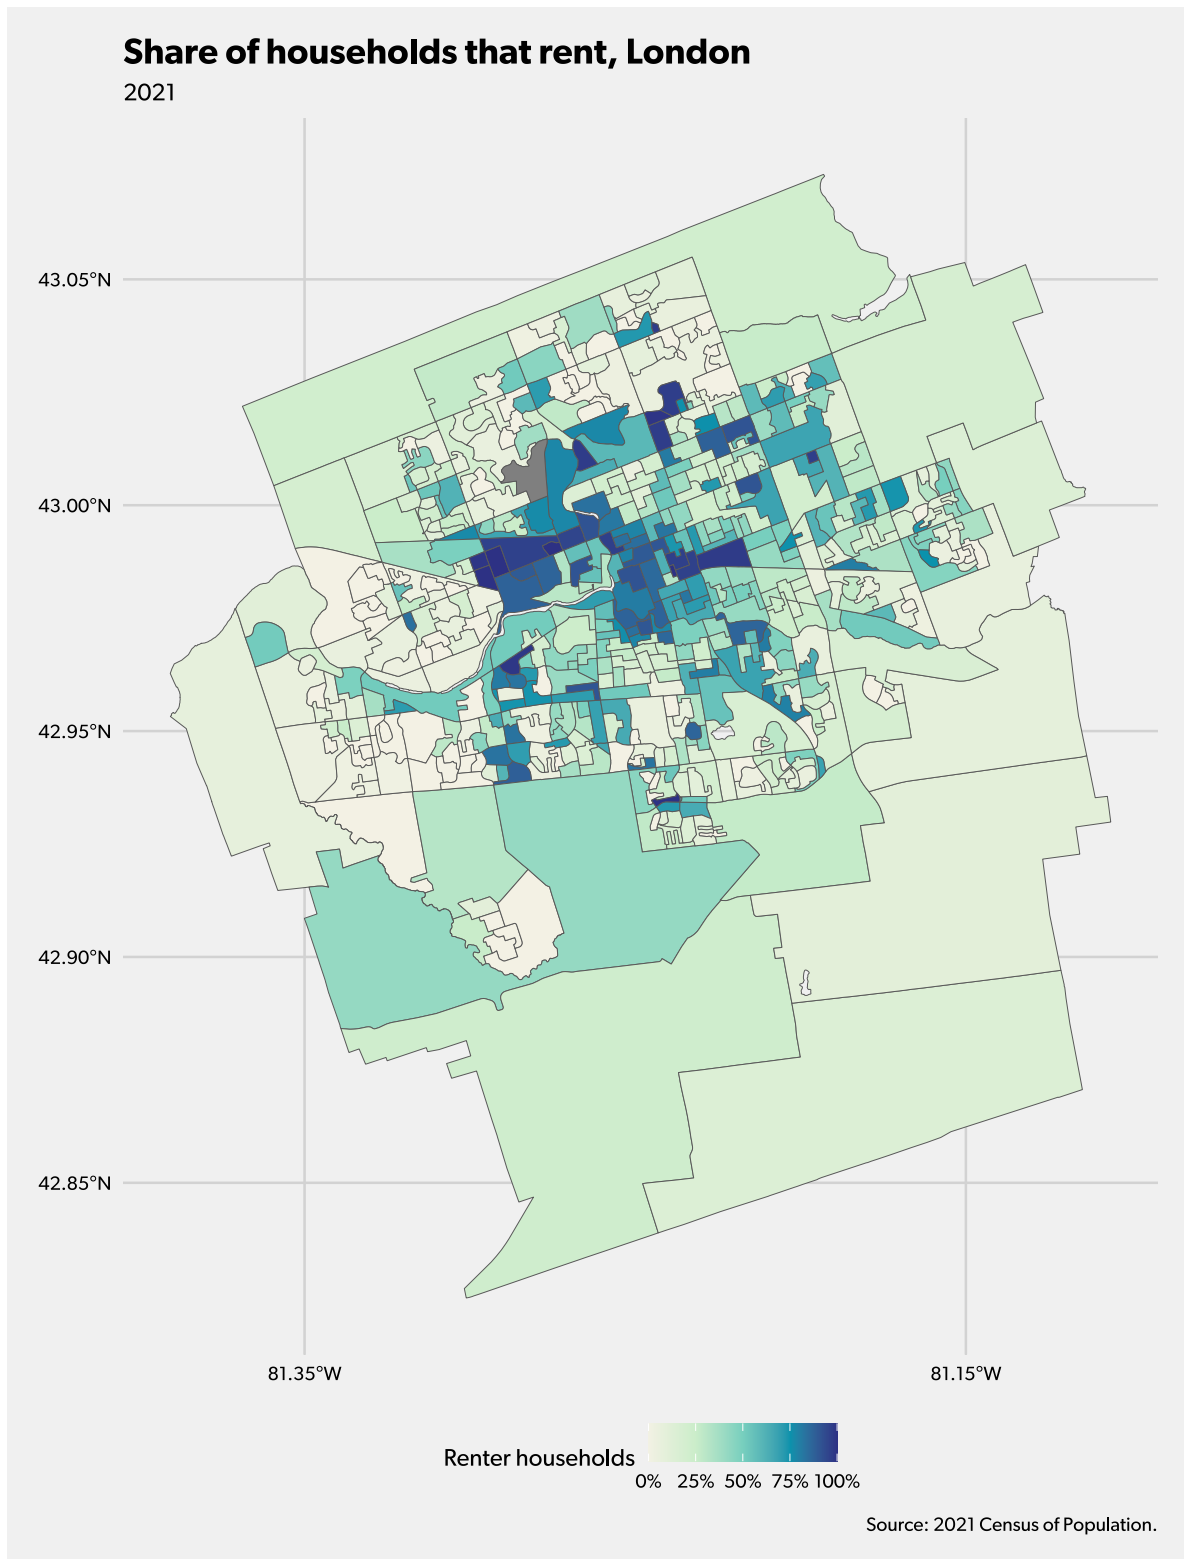 Share of households that rent, London
2021
43.05°N
43.00°N
42.95°N
42.90°N
42.85°N
81.35°W 81.15°W
Renter households
0% 25% 50% 75% 100%
Source: 2021 Census of Population.